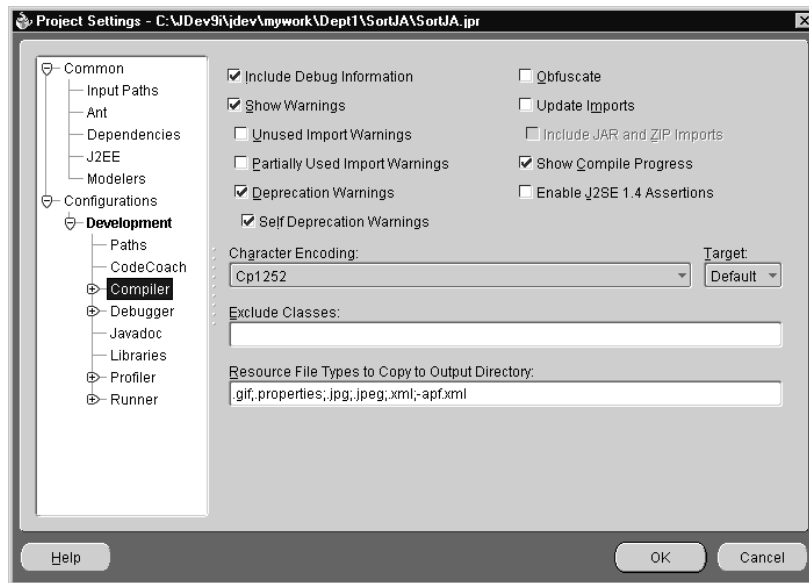 Project Settings - C:\JDev9i\jdev\mywork\Dept1\SortJA\SortJA.jpr
Common
Input Paths
Ant
Dependencies
J2EE
Modelers
Configurations
Development
Paths
CodeCoach
Compiler
Debugger
Javadoc
Libraries
Profiler
Runner
Include Debug Information
Show Warnings
Unused Import Warnings
Partially Used Import Warnings
Deprecation Warnings
Self Deprecation Warnings
Obfuscate
Update Imports
Include JAR and ZIP Imports
Show Compile Progress
Enable J2SE 1.4 Assertions
Character Encoding:
Cp1252
Target:
Default
Exclude Classes:
Resource File Types to Copy to Output Directory:
.gif;.properties;.jpg;.jpeg;.xml;-apf.xml
Help
OK
Cancel